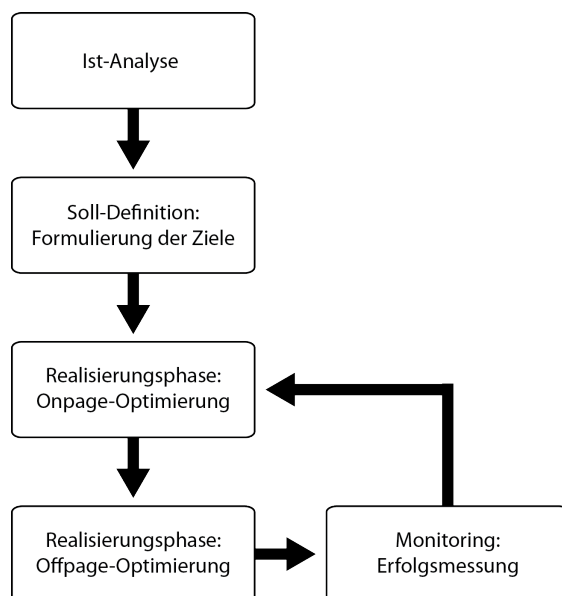 Ist-Analyse
Soll-Definition:
Formulierung der Ziele
Realisierungsphase:
Onpage-Optimierung
Realisierungsphase:
Offpage-Optimierung
Monitoring:
Erfolgsmessung